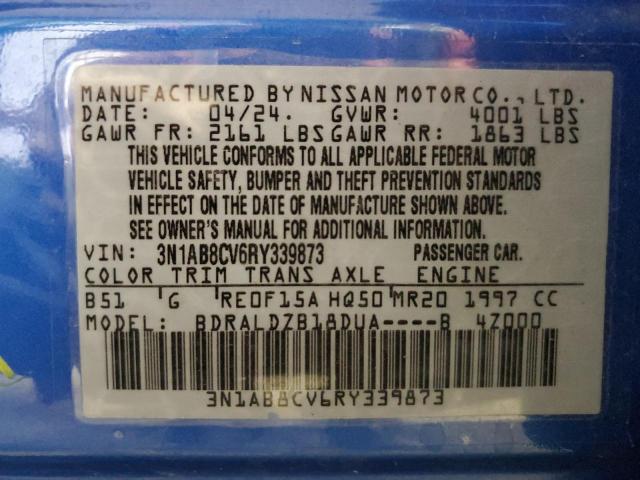 MANUFACTURED BY NISSAN MOTOR CO., LTD.
DATE: 04/24. GVWR: 4001 LBS
GAWR FR: 2161 LBS GAWR RR: 1863 LBS
THIS VEHICLE CONFORMS TO ALL APPLICABLE FEDERAL MOTOR
VEHICLE SAFETY, BUMPER AND THEFT PREVENTION STANDARDS
IN EFFECT ON THE DATE OF MANUFACTURE SHOWN ABOVE.
SEE OWNER'S MANUAL FOR ADDITIONAL INFORMATION.
VIN: 3N1AB8CV6RY339873 PASSENGER CAR.
COLOR TRIM TRANS AXLE ENGINE
B51 G RE0F15A HQ50 MR20 1997 CC
MODEL: BDRALDZB18DUA----B 4Z000
3N1AB8CV6RY339873